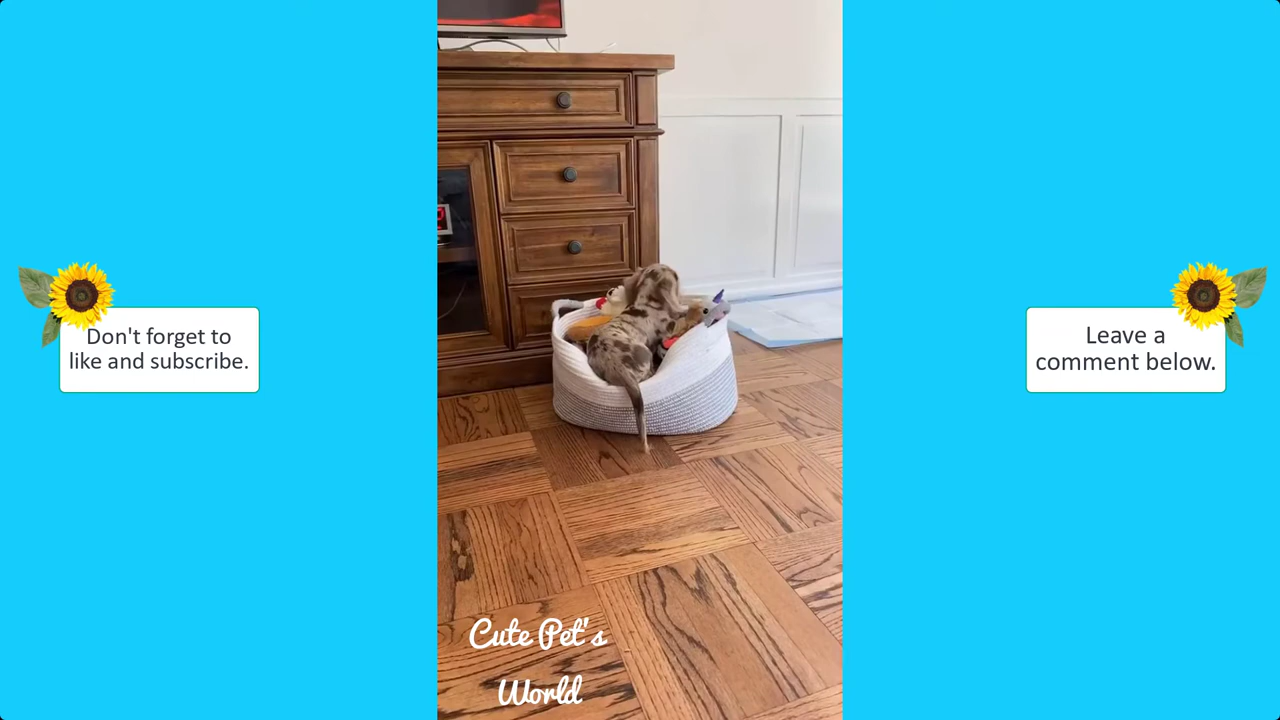 Don't forget to
like and subscribe.
Leave a
comment below.
Cute Pet's
World